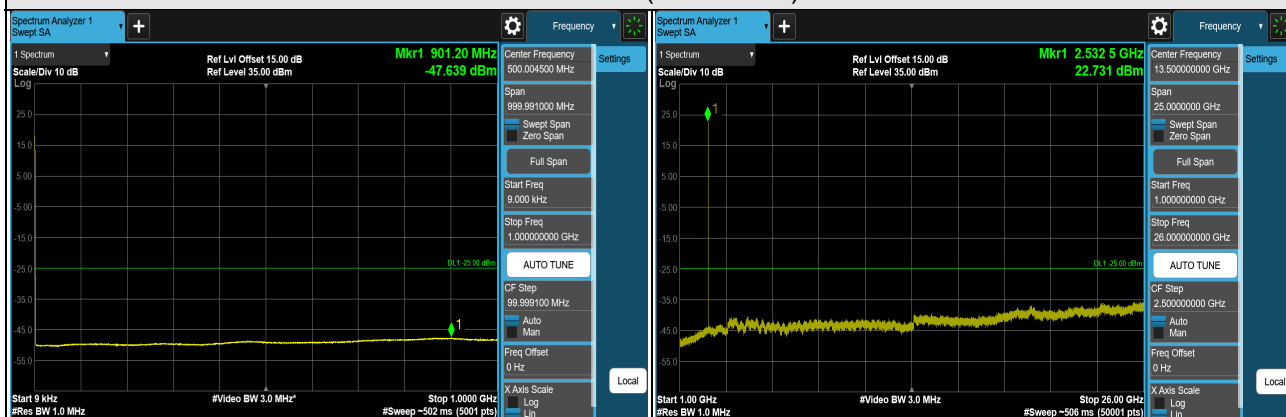 Spectrum Analyzer 1
Swept SA
+
Frequency
1 Spectrum
Scale/Div 10 dB
Log
Ref Lvl Offset 15.00 dB
Ref Level 35.00 dBm
Mkr1 901.20 MHz
-47.639 dBm
25.0
15.0
5.00
-5.00
-15.0
-25.0
-35.0
-45.0
-55.0
1
DL1 -25.00 dBm
Start 9 kHz
#Res BW 1.0 MHz
#Video BW 3.0 MHz*
Stop 1.0000 GHz
#Sweep ~502 ms (5001 pts)
Center Frequency
500.004500 MHz
Span
999.991000 MHz
Swept Span
Zero Span
Full Span
Start Freq
9.000 kHz
Stop Freq
1.000000000 GHz
AUTO TUNE
CF Step
99.999100 MHz
Auto
Man
Freq Offset
0 Hz
X Axis Scale
Log
Lin
Settings
Local
Spectrum Analyzer 1
Swept SA
+
Frequency
1 Spectrum
Scale/Div 10 dB
Log
Ref Lvl Offset 15.00 dB
Ref Level 35.00 dBm
Mkr1 2.532 5 GHz
22.731 dBm
25.0
15.0
5.00
-5.00
-15.0
-25.0
-35.0
-45.0
-55.0
1
DL1 -25.00 dBm
Start 1.00 GHz
#Res BW 1.0 MHz
#Video BW 3.0 MHz
Stop 26.00 GHz
#Sweep ~506 ms (50001 pts)
Center Frequency
13.500000000 GHz
Span
25.0000000 GHz
Swept Span
Zero Span
Full Span
Start Freq
1.000000000 GHz
Stop Freq
26.000000000 GHz
AUTO TUNE
CF Step
2.500000000 GHz
Auto
Man
Freq Offset
0 Hz
X Axis Scale
Log
Lin
Settings
Local